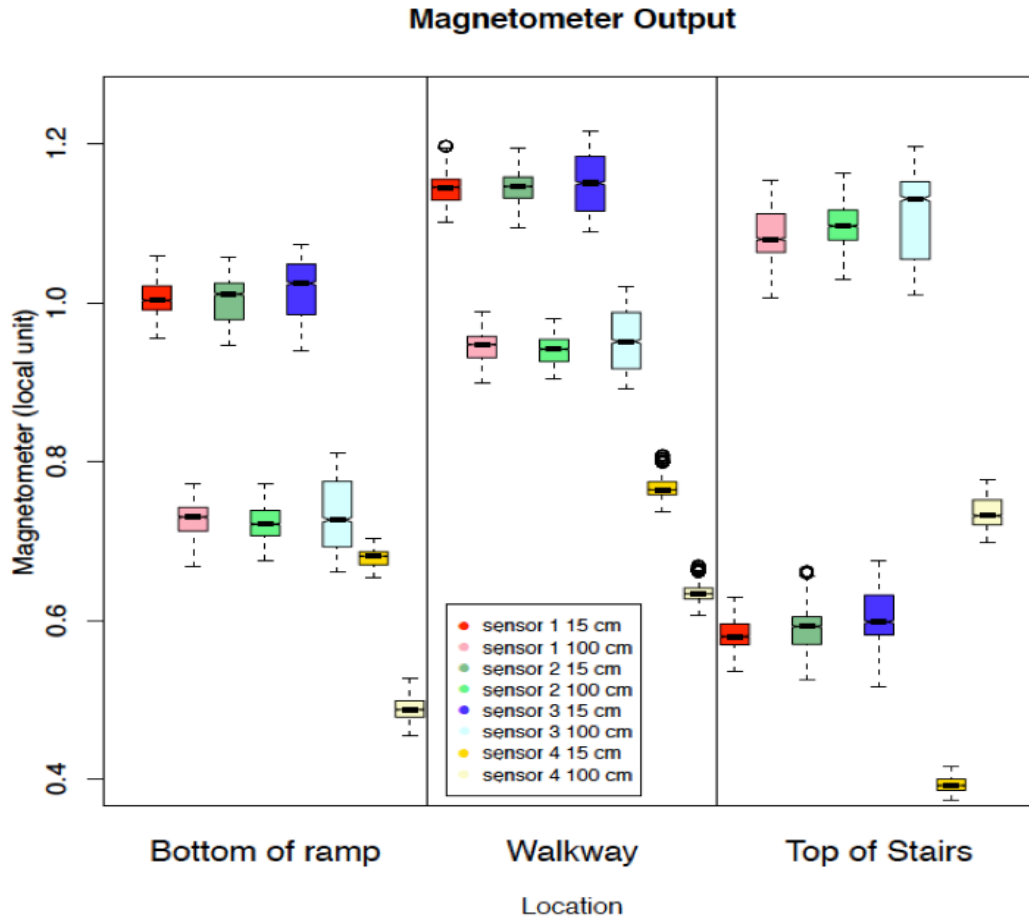 Magnetometer Output
Magnetometer (local unit)
1.2
1.0
0.8
0.6
0.4
sensor 1 15 cm
sensor 1 100 cm
sensor 2 15 cm
sensor 2 100 cm
sensor 3 15 cm
sensor 3 100 cm
sensor 4 15 cm
sensor 4 100 cm
Bottom of ramp
Walkway
Top of Stairs
Location